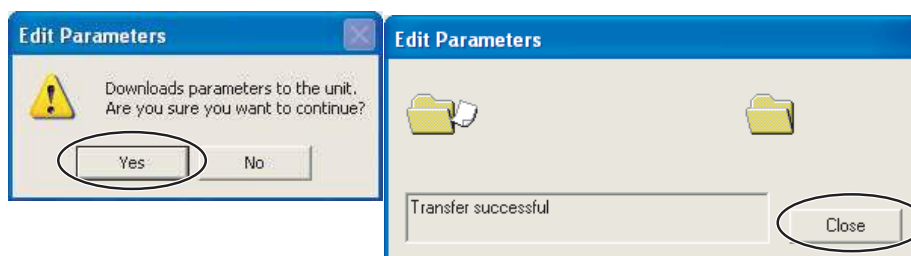 Edit Parameters
Downloads parameters to the unit.
Are you sure you want to continue?
Yes
No
Edit Parameters
Transfer successful
Close